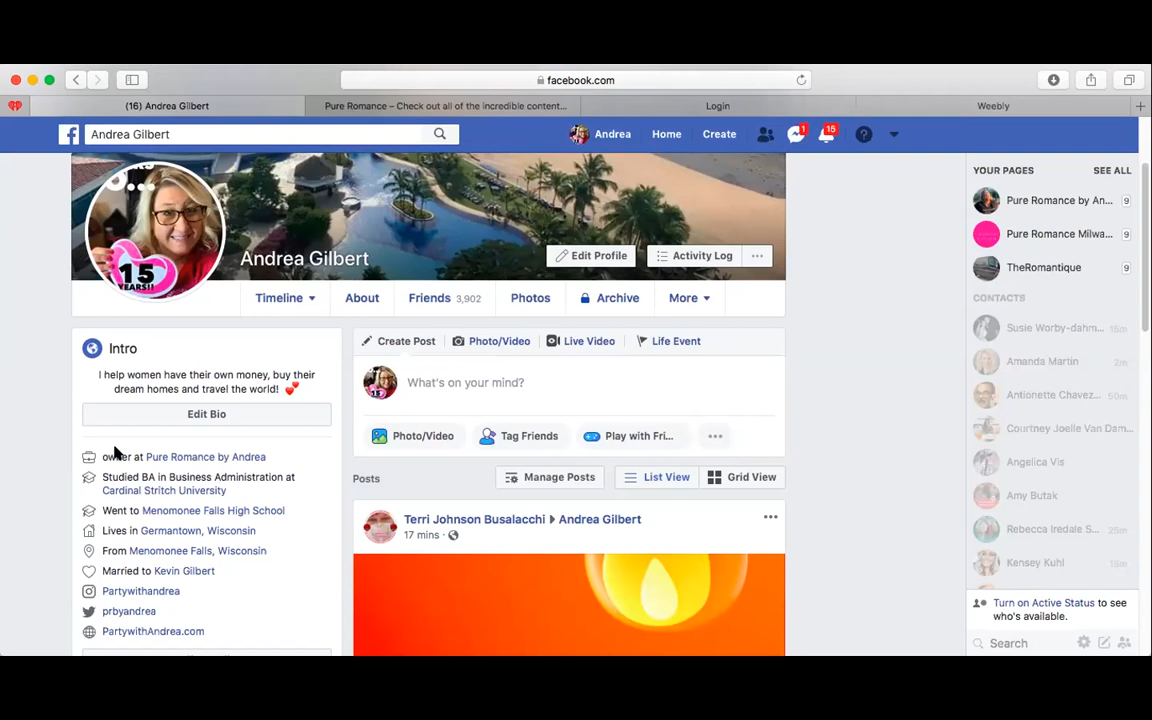 facebook.com
(16) Andrea Gilbert
Pure Romance – Check out all of the incredible content...
Login
Weebly
Andrea Gilbert
Andrea
Home
Create
1
15
YOUR PAGES
SEE ALL
Pure Romance by An...
9
Pure Romance Milwa...
9
TheRomantique
9
CONTACTS
Susie Worby-dahm...
15m
Amanda Martin
2m
Antionette Chavez...
50m
Courtney Joelle Van Dam...
Angelica Vis
Amy Butak
Rebecca Iredale S...
25m
Kensey Kuhl
15m
Turn on Active Status to see
who's available.
Search
15
YEARS!!
Andrea Gilbert
Edit Profile
Activity Log
Timeline
About
Friends 3,902
Photos
Archive
More
Intro
I help women have their own money, buy their
dream homes and travel the world!
Edit Bio
owner at Pure Romance by Andrea
Studied BA in Business Administration at
Cardinal Stritch University
Went to Menomonee Falls High School
Lives in Germantown, Wisconsin
From Menomonee Falls, Wisconsin
Married to Kevin Gilbert
Partywithandrea
prbyandrea
PartywithAndrea.com
Create Post
Photo/Video
Live Video
Life Event
What's on your mind?
Photo/Video
Tag Friends
Play with Fri...
Posts
Manage Posts
List View
Grid View
Terri Johnson Busalacchi Andrea Gilbert
17 mins